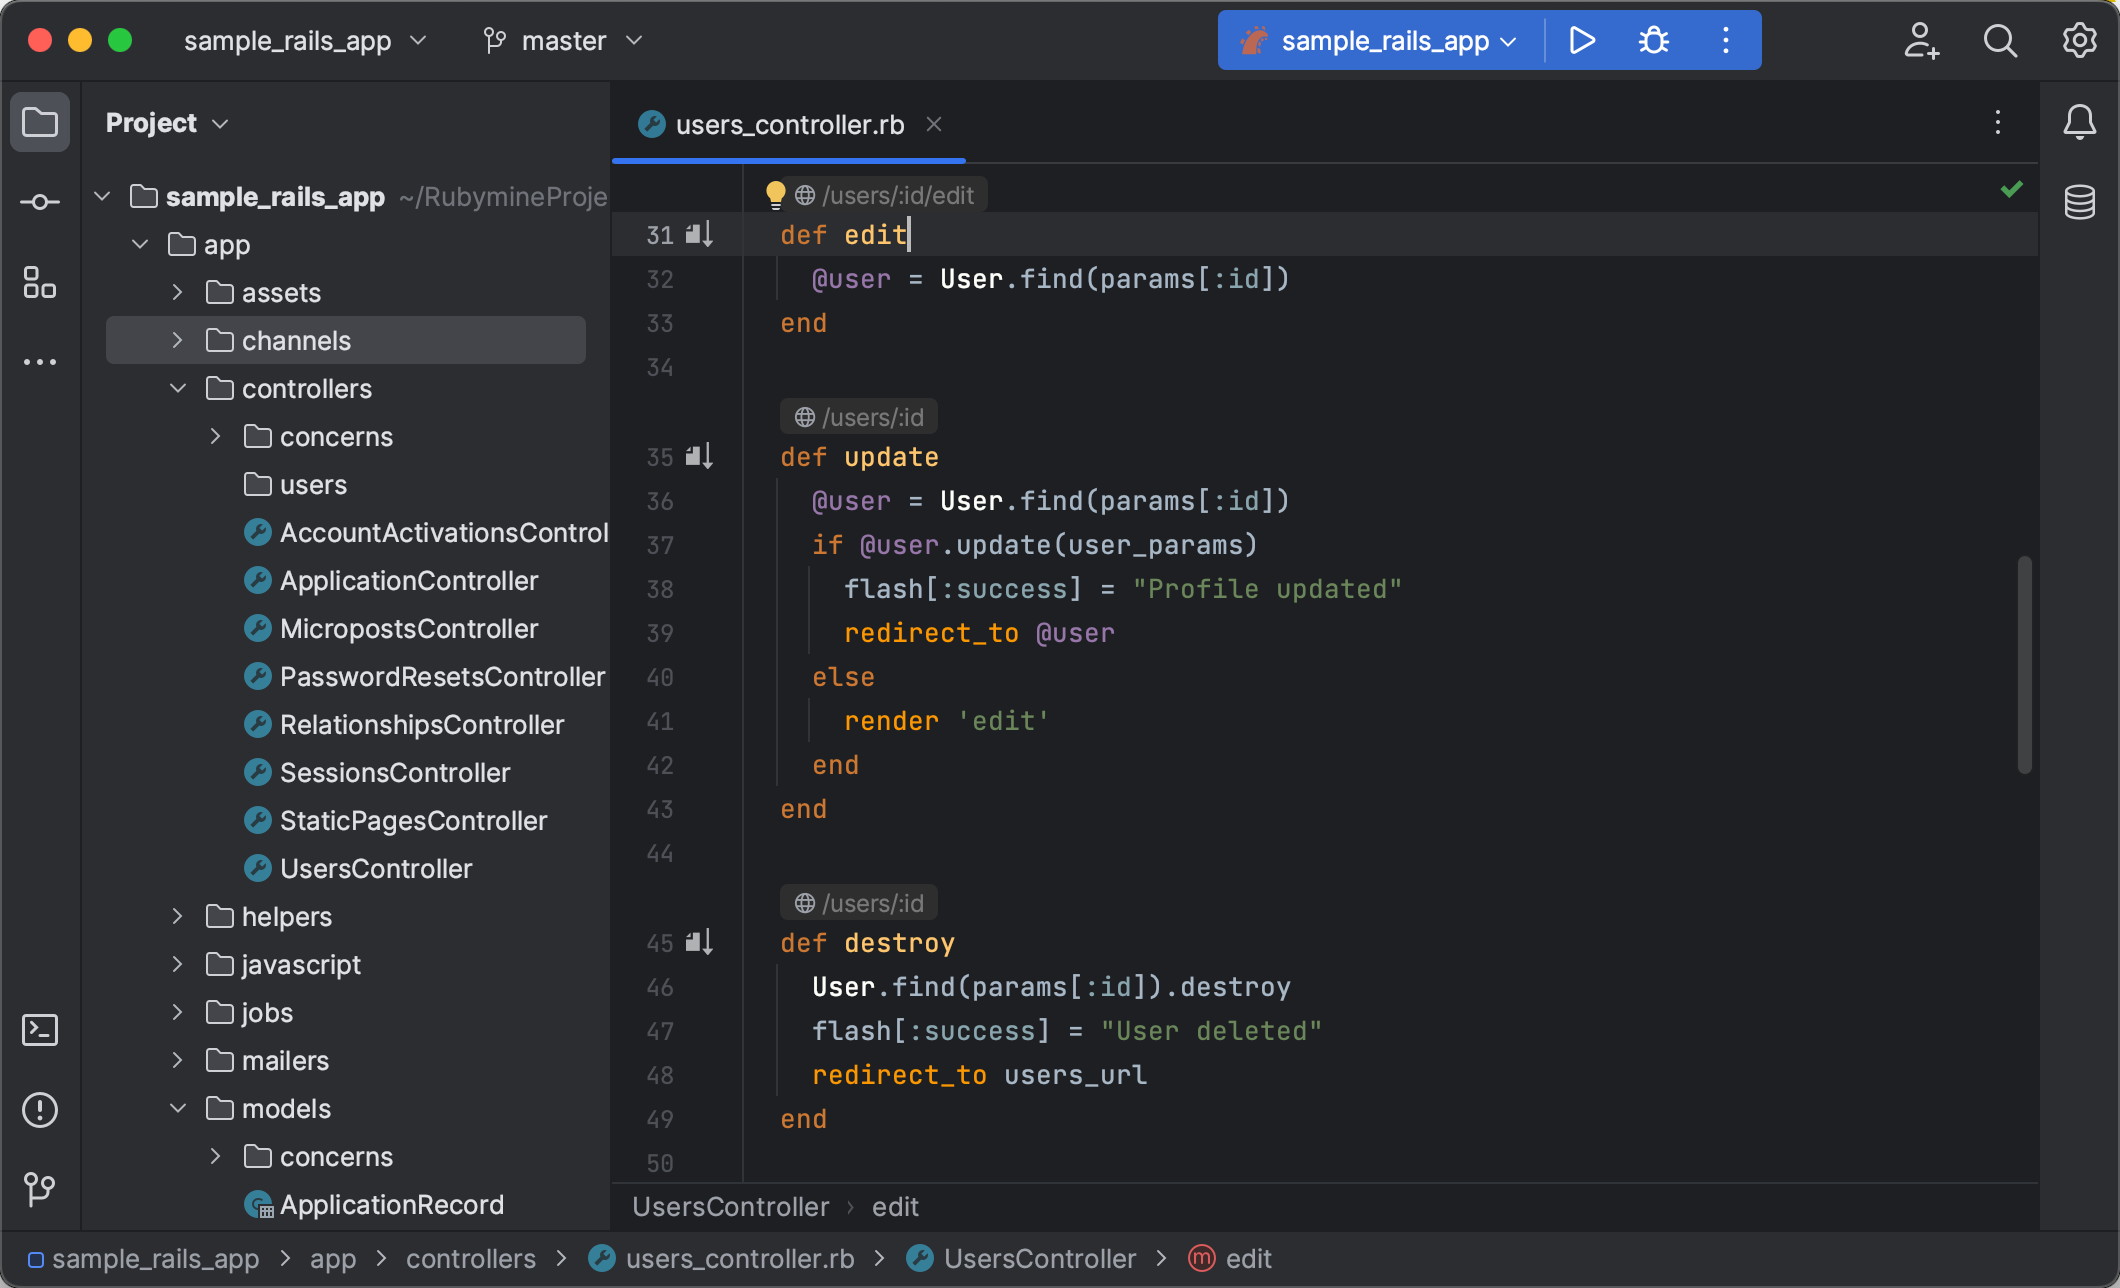 sample_rails_app
master
sample_rails_app
Project
users_controller.rb
sample_rails_app ~/RubymineProje
app
assets
channels
controllers
concerns
users
AccountActivationsControl
ApplicationController
MicropostsController
PasswordResetsController
RelationshipsController
SessionsController
StaticPagesController
UsersController
helpers
javascript
jobs
mailers
models
concerns
ApplicationRecord
/users/:id/edit
31 def edit
32 @user = User.find(params[:id])
33 end
34
/users/:id
35 def update
36 @user = User.find(params[:id])
37 if @user.update(user_params)
38 flash[:success] = "Profile updated"
39 redirect_to @user
40 else
41 render 'edit'
42 end
43 end
44
/users/:id
45 def destroy
46 User.find(params[:id]).destroy
47 flash[:success] = "User deleted"
48 redirect_to users_url
49 end
50
UsersController › edit
sample_rails_app > app > controllers > users_controller.rb > UsersController > m edit